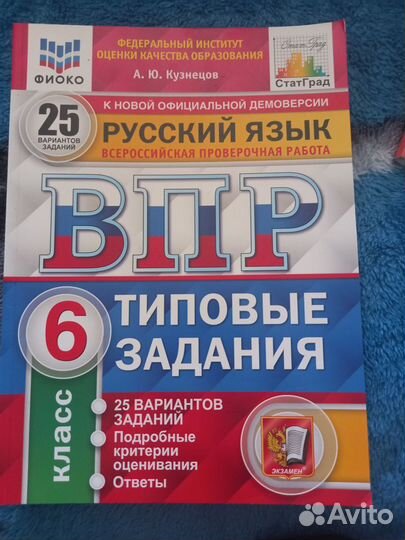 ФЕДЕРАЛЬНЫЙ ИНСТИТУТ
ОЦЕНКИ КАЧЕСТВА ОБРАЗОВАНИЯ
А. Ю. Кузнецов
ФИОКО
СтатГрад
СтатГрад
К НОВОЙ ОФИЦИАЛЬНОЙ ДЕМОВЕРСИИ
25
ВАРИАНТОВ
ЗАДАНИЙ
РУССКИЙ ЯЗЫК
ВСЕРОССИЙСКАЯ ПРОВЕРОЧНАЯ РАБОТА
ВПР
6
класс
ТИПОВЫЕ
ЗАДАНИЯ
• 25 ВАРИАНТОВ
ЗАДАНИЙ
• Подробные
критерии
оценивания
• Ответы
ЭКЗАМЕН
Avito